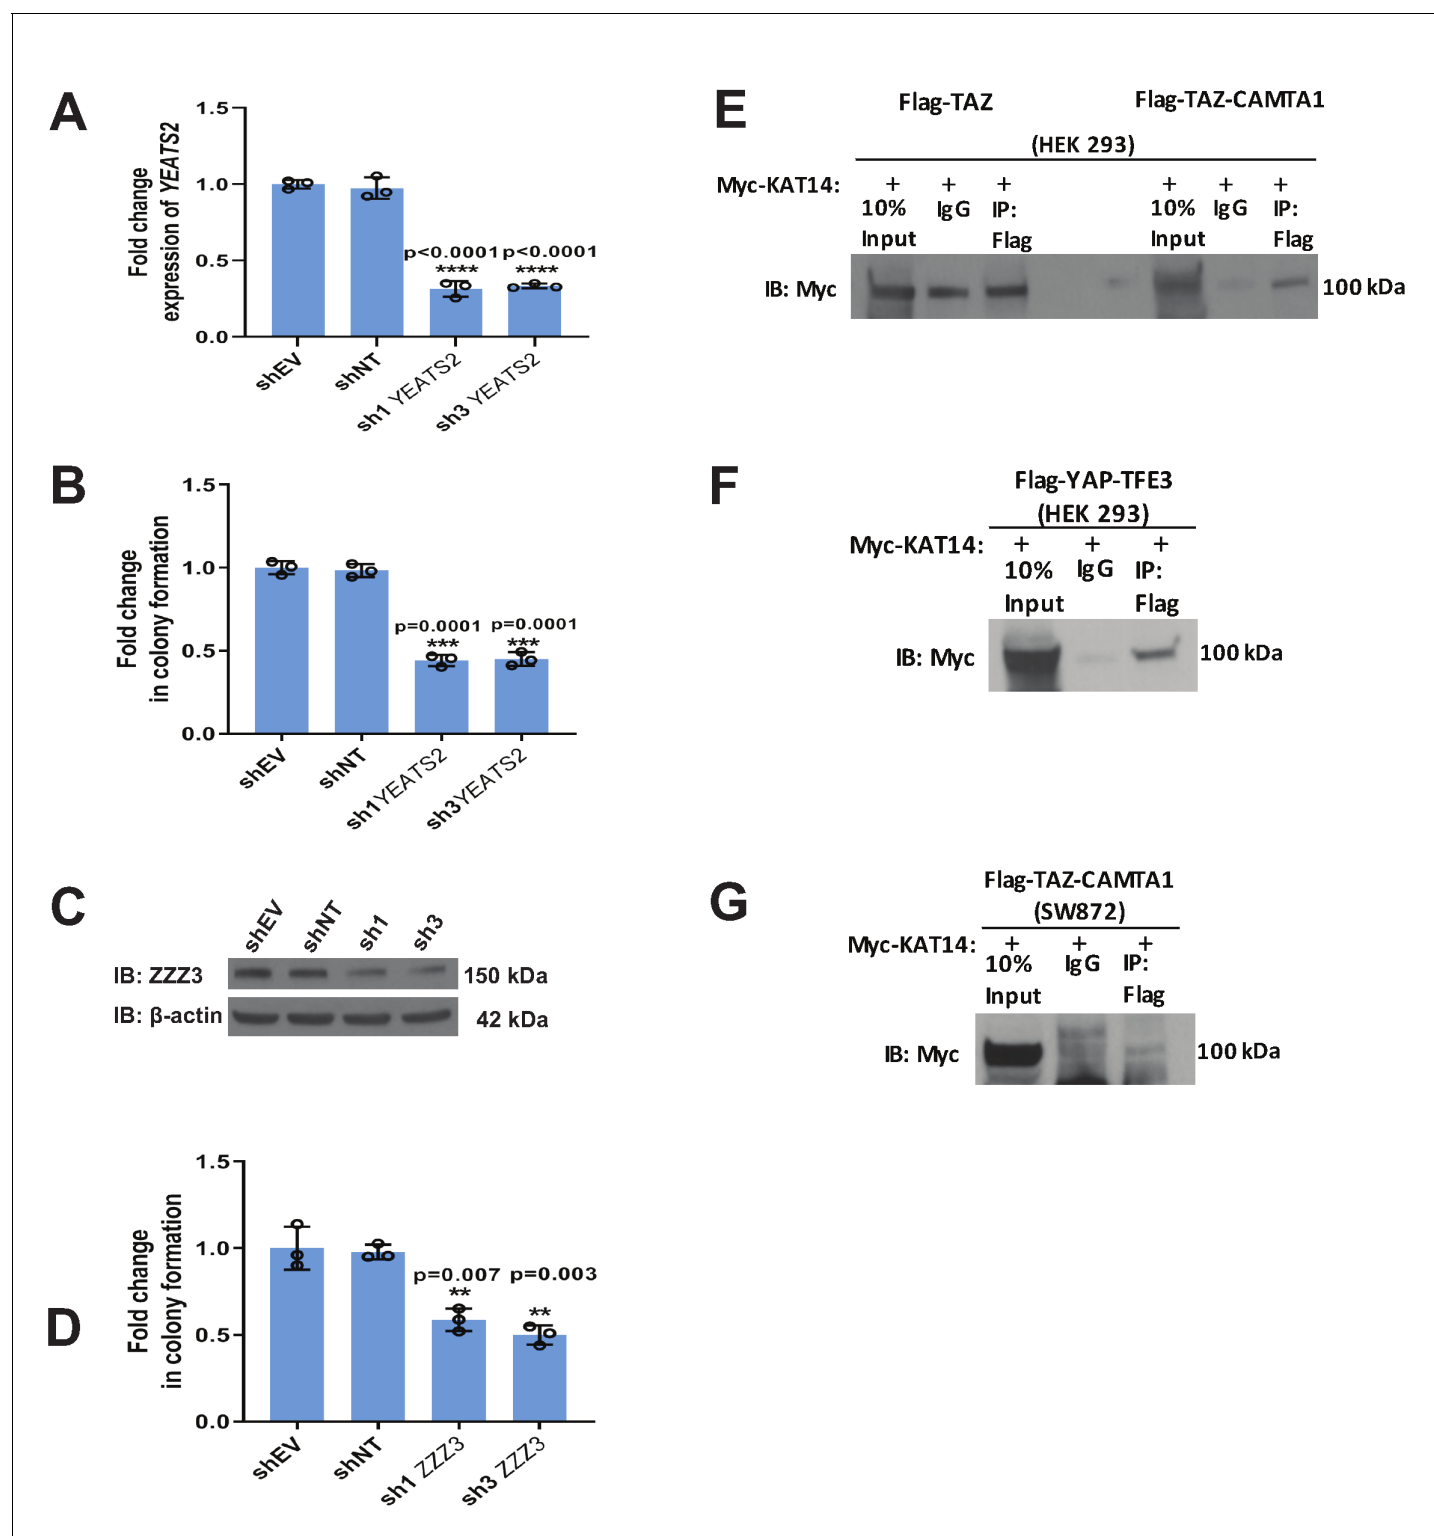 A
Fold change
expression of YEATS2
1.5
1.0
0.5
0.0
p<0.0001
p<0.0001
****
****
shEV
shNT
sh1 YEATS2
sh3 YEATS2
B
Fold change
in colony formation
1.5
1.0
0.5
0.0
p=0.0001
p=0.0001
***
***
shEV
shNT
sh1YEATS2
sh3YEATS2
C
shEV
shNT
sh1
sh3
IB: ZZZ3
150 kDa
IB: β-actin
42 kDa
D
Fold change
in colony formation
1.5
1.0
0.5
0.0
p=0.007
p=0.003
**
**
shEV
shNT
sh1 ZZZ3
sh3 ZZZ3
E
Flag-TAZ
Flag-TAZ-CAMTA1
(HEK 293)
Myc-KAT14: + + + + + +
10% IgG IP: 10% IgG IP:
Input Flag Input Flag
IB: Myc
100 kDa
F
Flag-YAP-TFE3
(HEK 293)
Myc-KAT14: + + +
10% IgG IP:
Input Flag
IB: Myc
100 kDa
G
Flag-TAZ-CAMTA1
(SW872)
Myc-KAT14: + + +
10% IgG IP:
Input Flag
IB: Myc
100 kDa